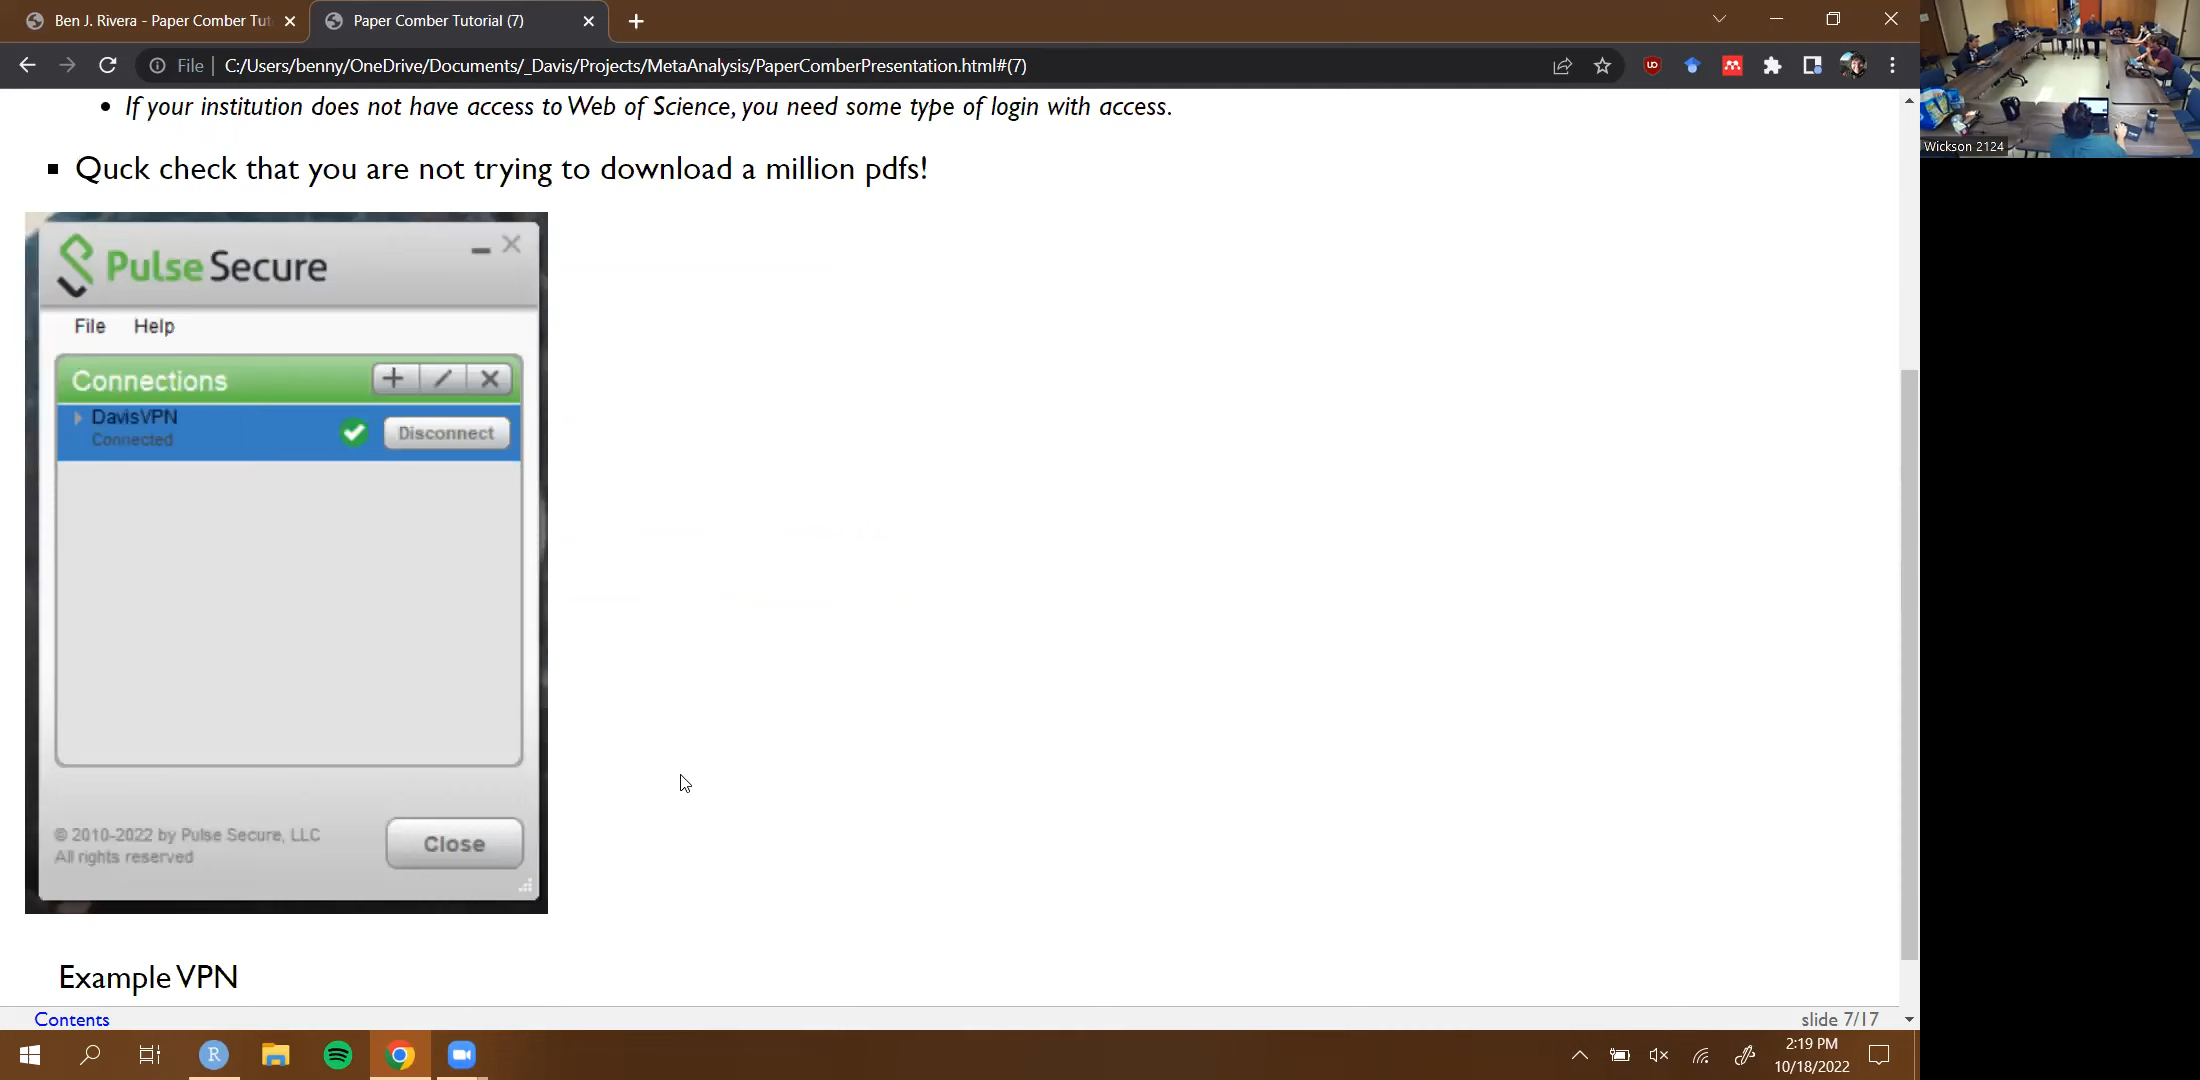 Ben J. Rivera - Paper Comber Tut
Paper Comber Tutorial (7)
File
C:/Users/benny/OneDrive/Documents/_Davis/Projects/MetaAnalysis/PaperComberPresentation.html#(7)
Wickson 2124
If your institution does not have access to Web of Science, you need some type of login with access.
Quck check that you are not trying to download a million pdfs!
Pulse Secure
File Help
Connections
DavisVPN
Connected
Disconnect
© 2010-2022 by Pulse Secure, LLC
All rights reserved
Close
Example VPN
Contents
slide 7/17
R
2:19 PM
10/18/2022